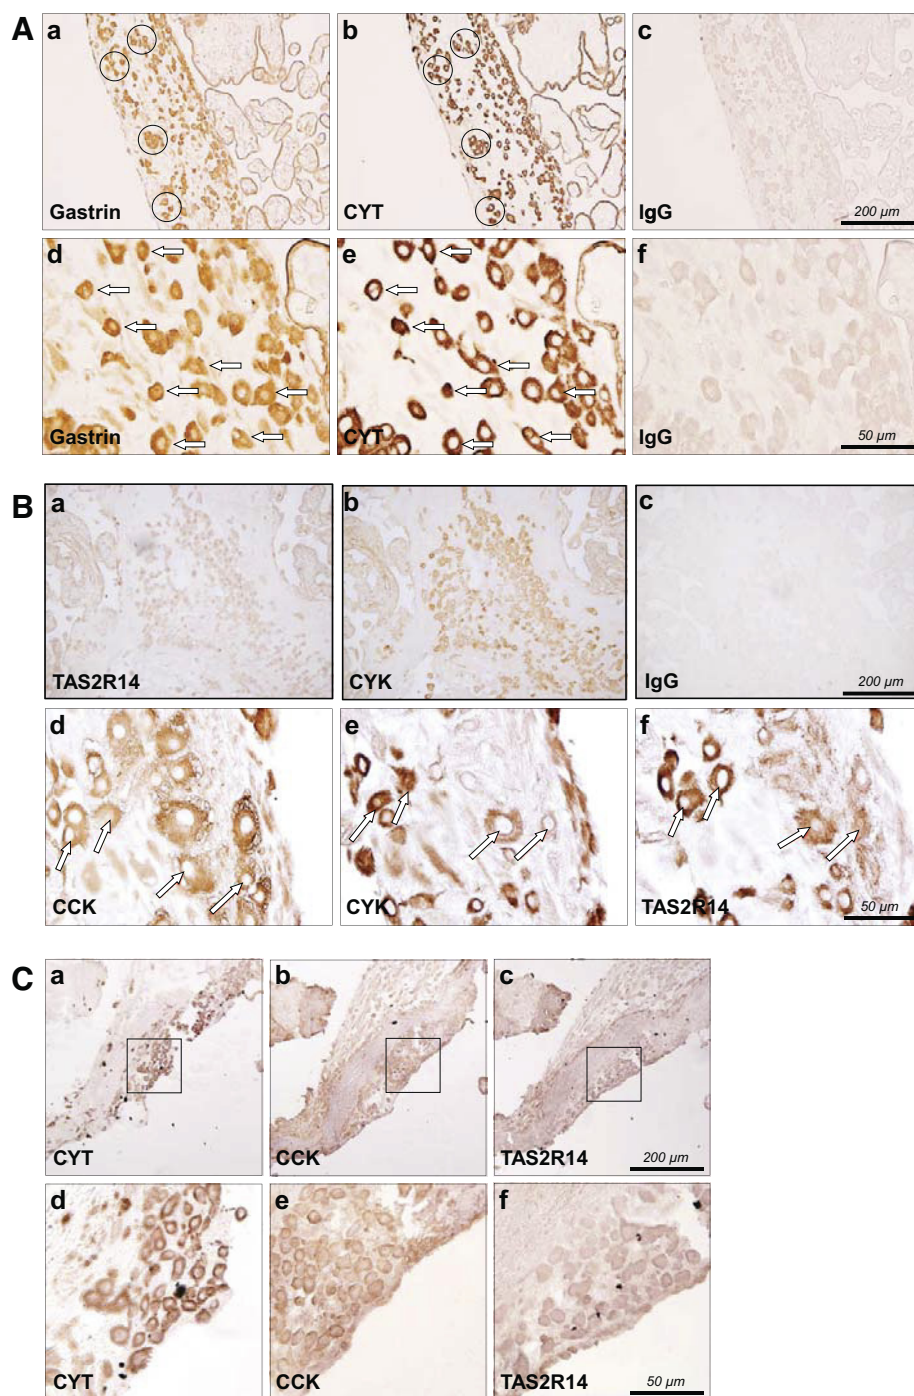 A
a
b
c
Gastrin
CYT
IgG
200 µm
d
e
f
Gastrin
CYT
IgG
50 µm
B
a
b
c
TAS2R14
CYK
IgG
200 µm
d
e
f
CCK
CYK
TAS2R14
50 µm
C
a
b
c
CYT
CCK
TAS2R14
200 µm
d
e
f
CYT
CCK
TAS2R14
50 µm